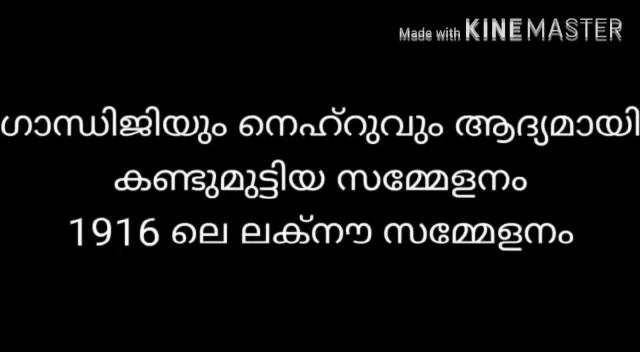 Made with KINEMASTER
ഗാന്ധിജിയും നെഹ്റുവും ആദ്യമായി
കണ്ടുമുട്ടിയ സമ്മേളനം
1916 ലെ ലക്നൗ സമ്മേളനം